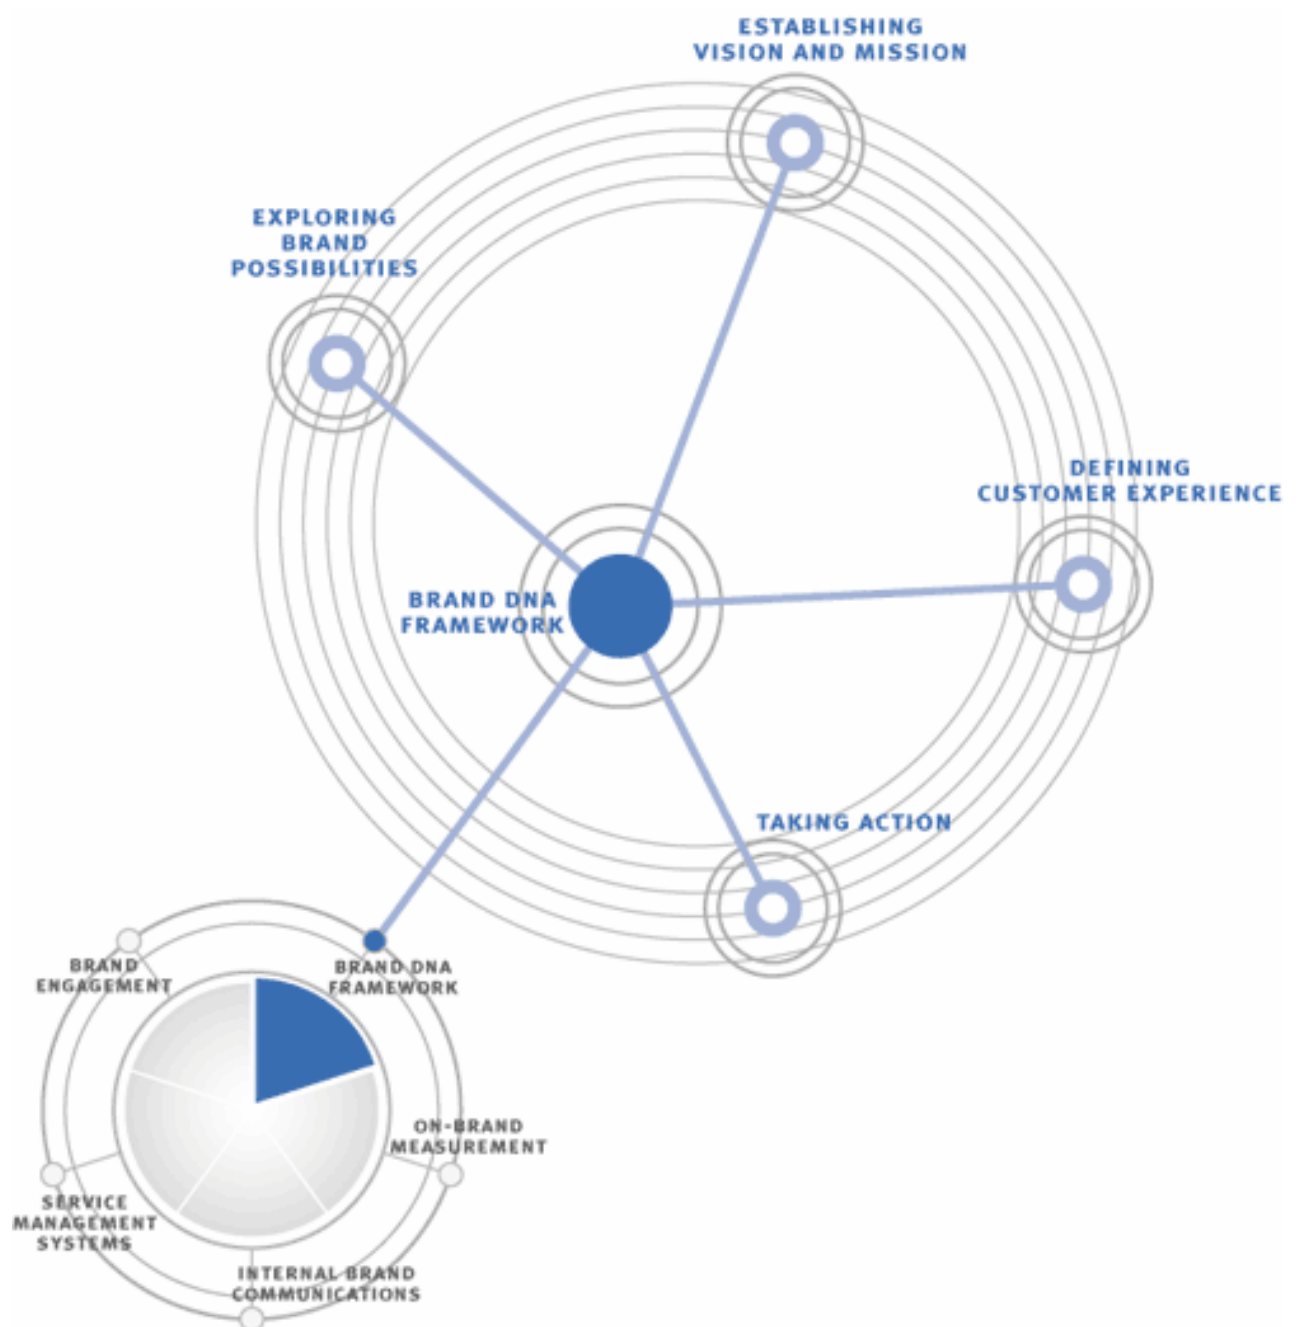 ESTABLISHING
VISION AND MISSION
EXPLORING
BRAND
POSSIBILITIES
DEFINING
CUSTOMER EXPERIENCE
BRAND DNA
FRAMEWORK
TAKING ACTION
BRAND
ENGAGEMENT
BRAND DNA
FRAMEWORK
ON-BRAND
MEASUREMENT
SERVICE
MANAGEMENT
SYSTEMS
INTERNAL BRAND
COMMUNICATIONS